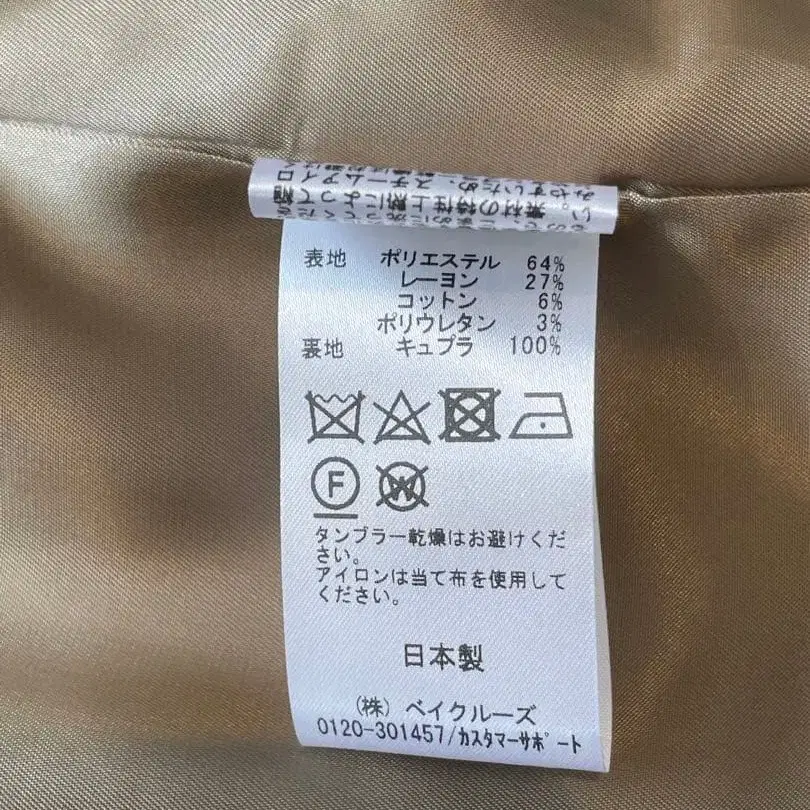 表地 ポリエステル 64%
レーヨン 27%
コットン 6%
ポリウレタン 3%
裏地 キュプラ 100%
F
W
タンブラー乾燥はお避けくだ
さい。
アイロンは当て布を使用して
ください。
日本製
(株) ベイクルーズ
0120-301457/カスタマーサポート